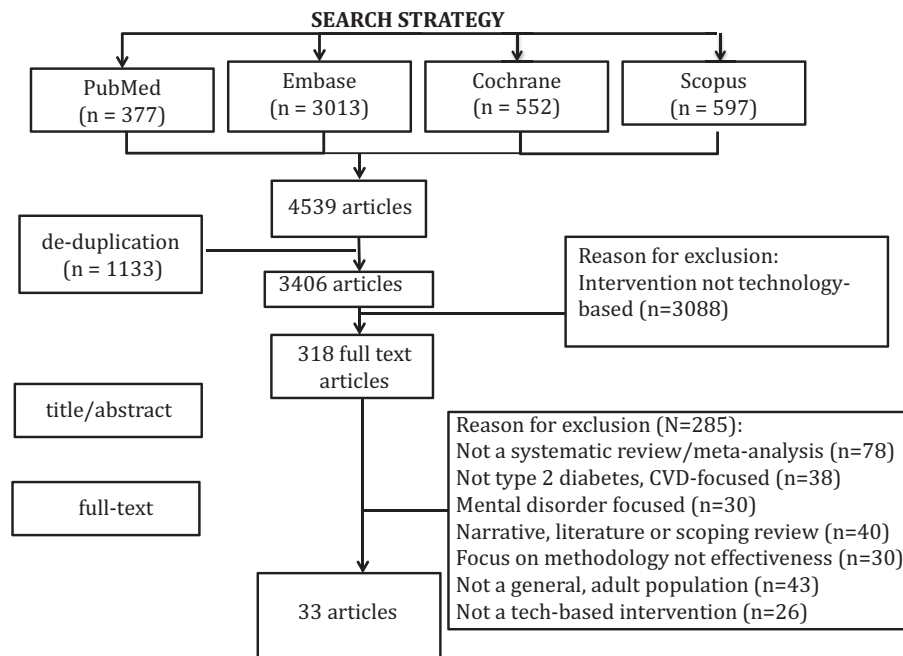 SEARCH STRATEGY
PubMed
(n = 377)
Embase
(n = 3013)
Cochrane
(n = 552)
Scopus
(n = 597)
4539 articles
de-duplication
(n = 1133)
3406 articles
Reason for exclusion:
Intervention not technology-
based (n=3088)
318 full text
articles
title/abstract
full-text
Reason for exclusion (N=285):
Not a systematic review/meta-analysis (n=78)
Not type 2 diabetes, CVD-focused (n=38)
Mental disorder focused (n=30)
Narrative, literature or scoping review (n=40)
Focus on methodology not effectiveness (n=30)
Not a general, adult population (n=43)
Not a tech-based intervention (n=26)
33 articles